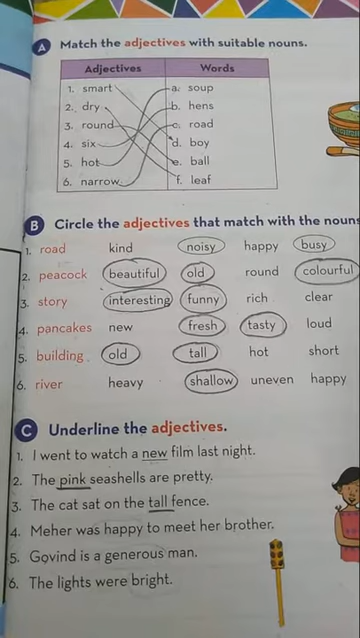 A Match the adjectives with suitable nouns.
Adjectives Words
1. smart a. soup
2. dry b. hens
3. round c. road
4. six d. boy
5. hot e. ball
6. narrow f. leaf
B Circle the adjectives that match with the nouns
1. road kind noisy happy busy
2. peacock beautiful old round colourful
3. story interesting funny rich clear
4. pancakes new fresh tasty loud
5. building old tall hot short
6. river heavy shallow uneven happy
C Underline the adjectives.
1. I went to watch a new film last night.
2. The pink seashells are pretty.
3. The cat sat on the tall fence.
4. Meher was happy to meet her brother.
5. Govind is a generous man.
6. The lights were bright.